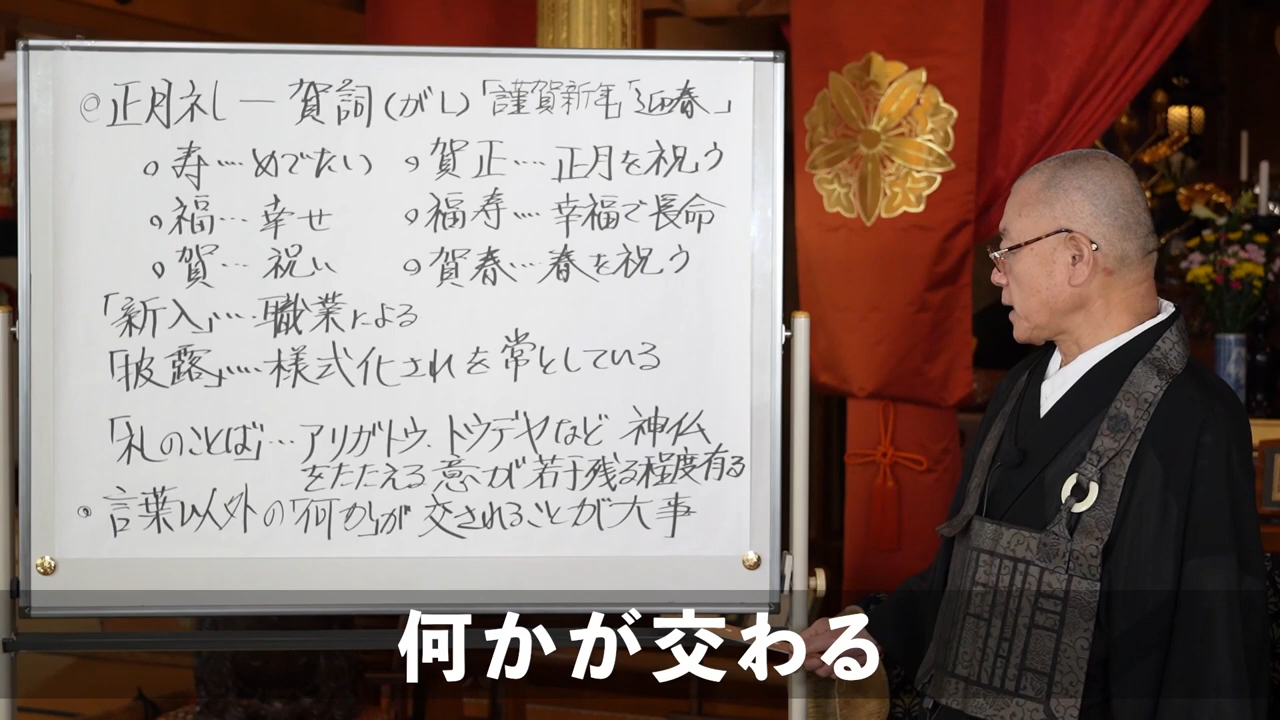 ◎正月礼 ― 賀詞(がし)「謹賀新年」「迎春」
○寿…めでたい ○賀正…正月を祝う
○福…幸せ ○福寿…幸福で長命
○賀…祝い ○賀春…春を祝う
「新入」…職業による
「披露」…様式化されを常としている
「礼のことば」…アリガトウ、ドウデヤなど 神仏
をたたえる意が若干残る程度有る
◦言葉以外の「何か」が交されることが大事
何かが交わる